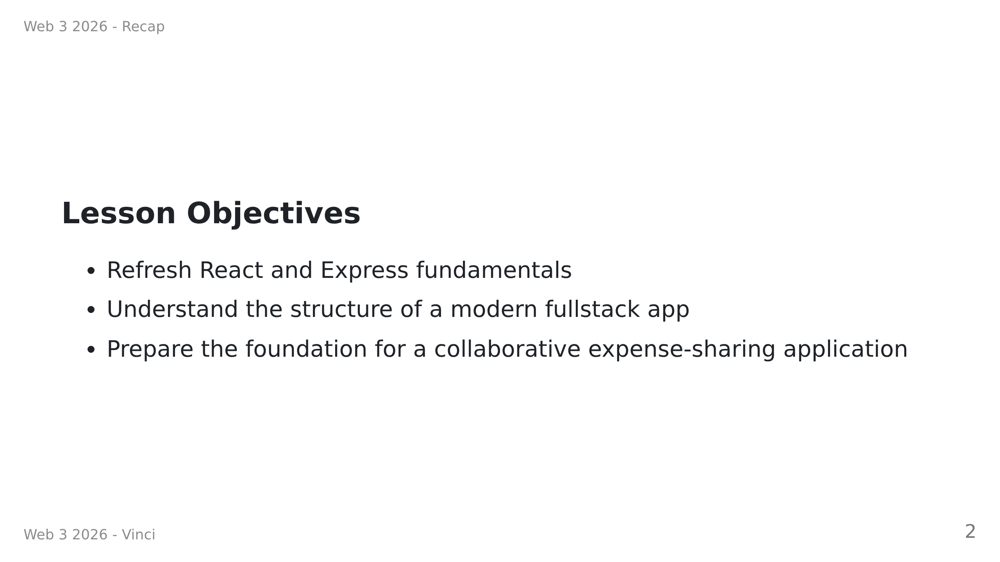 Web 3 2026 - Recap
Lesson Objectives
• Refresh React and Express fundamentals
• Understand the structure of a modern fullstack app
• Prepare the foundation for a collaborative expense-sharing application
Web 3 2026 - Vinci
2